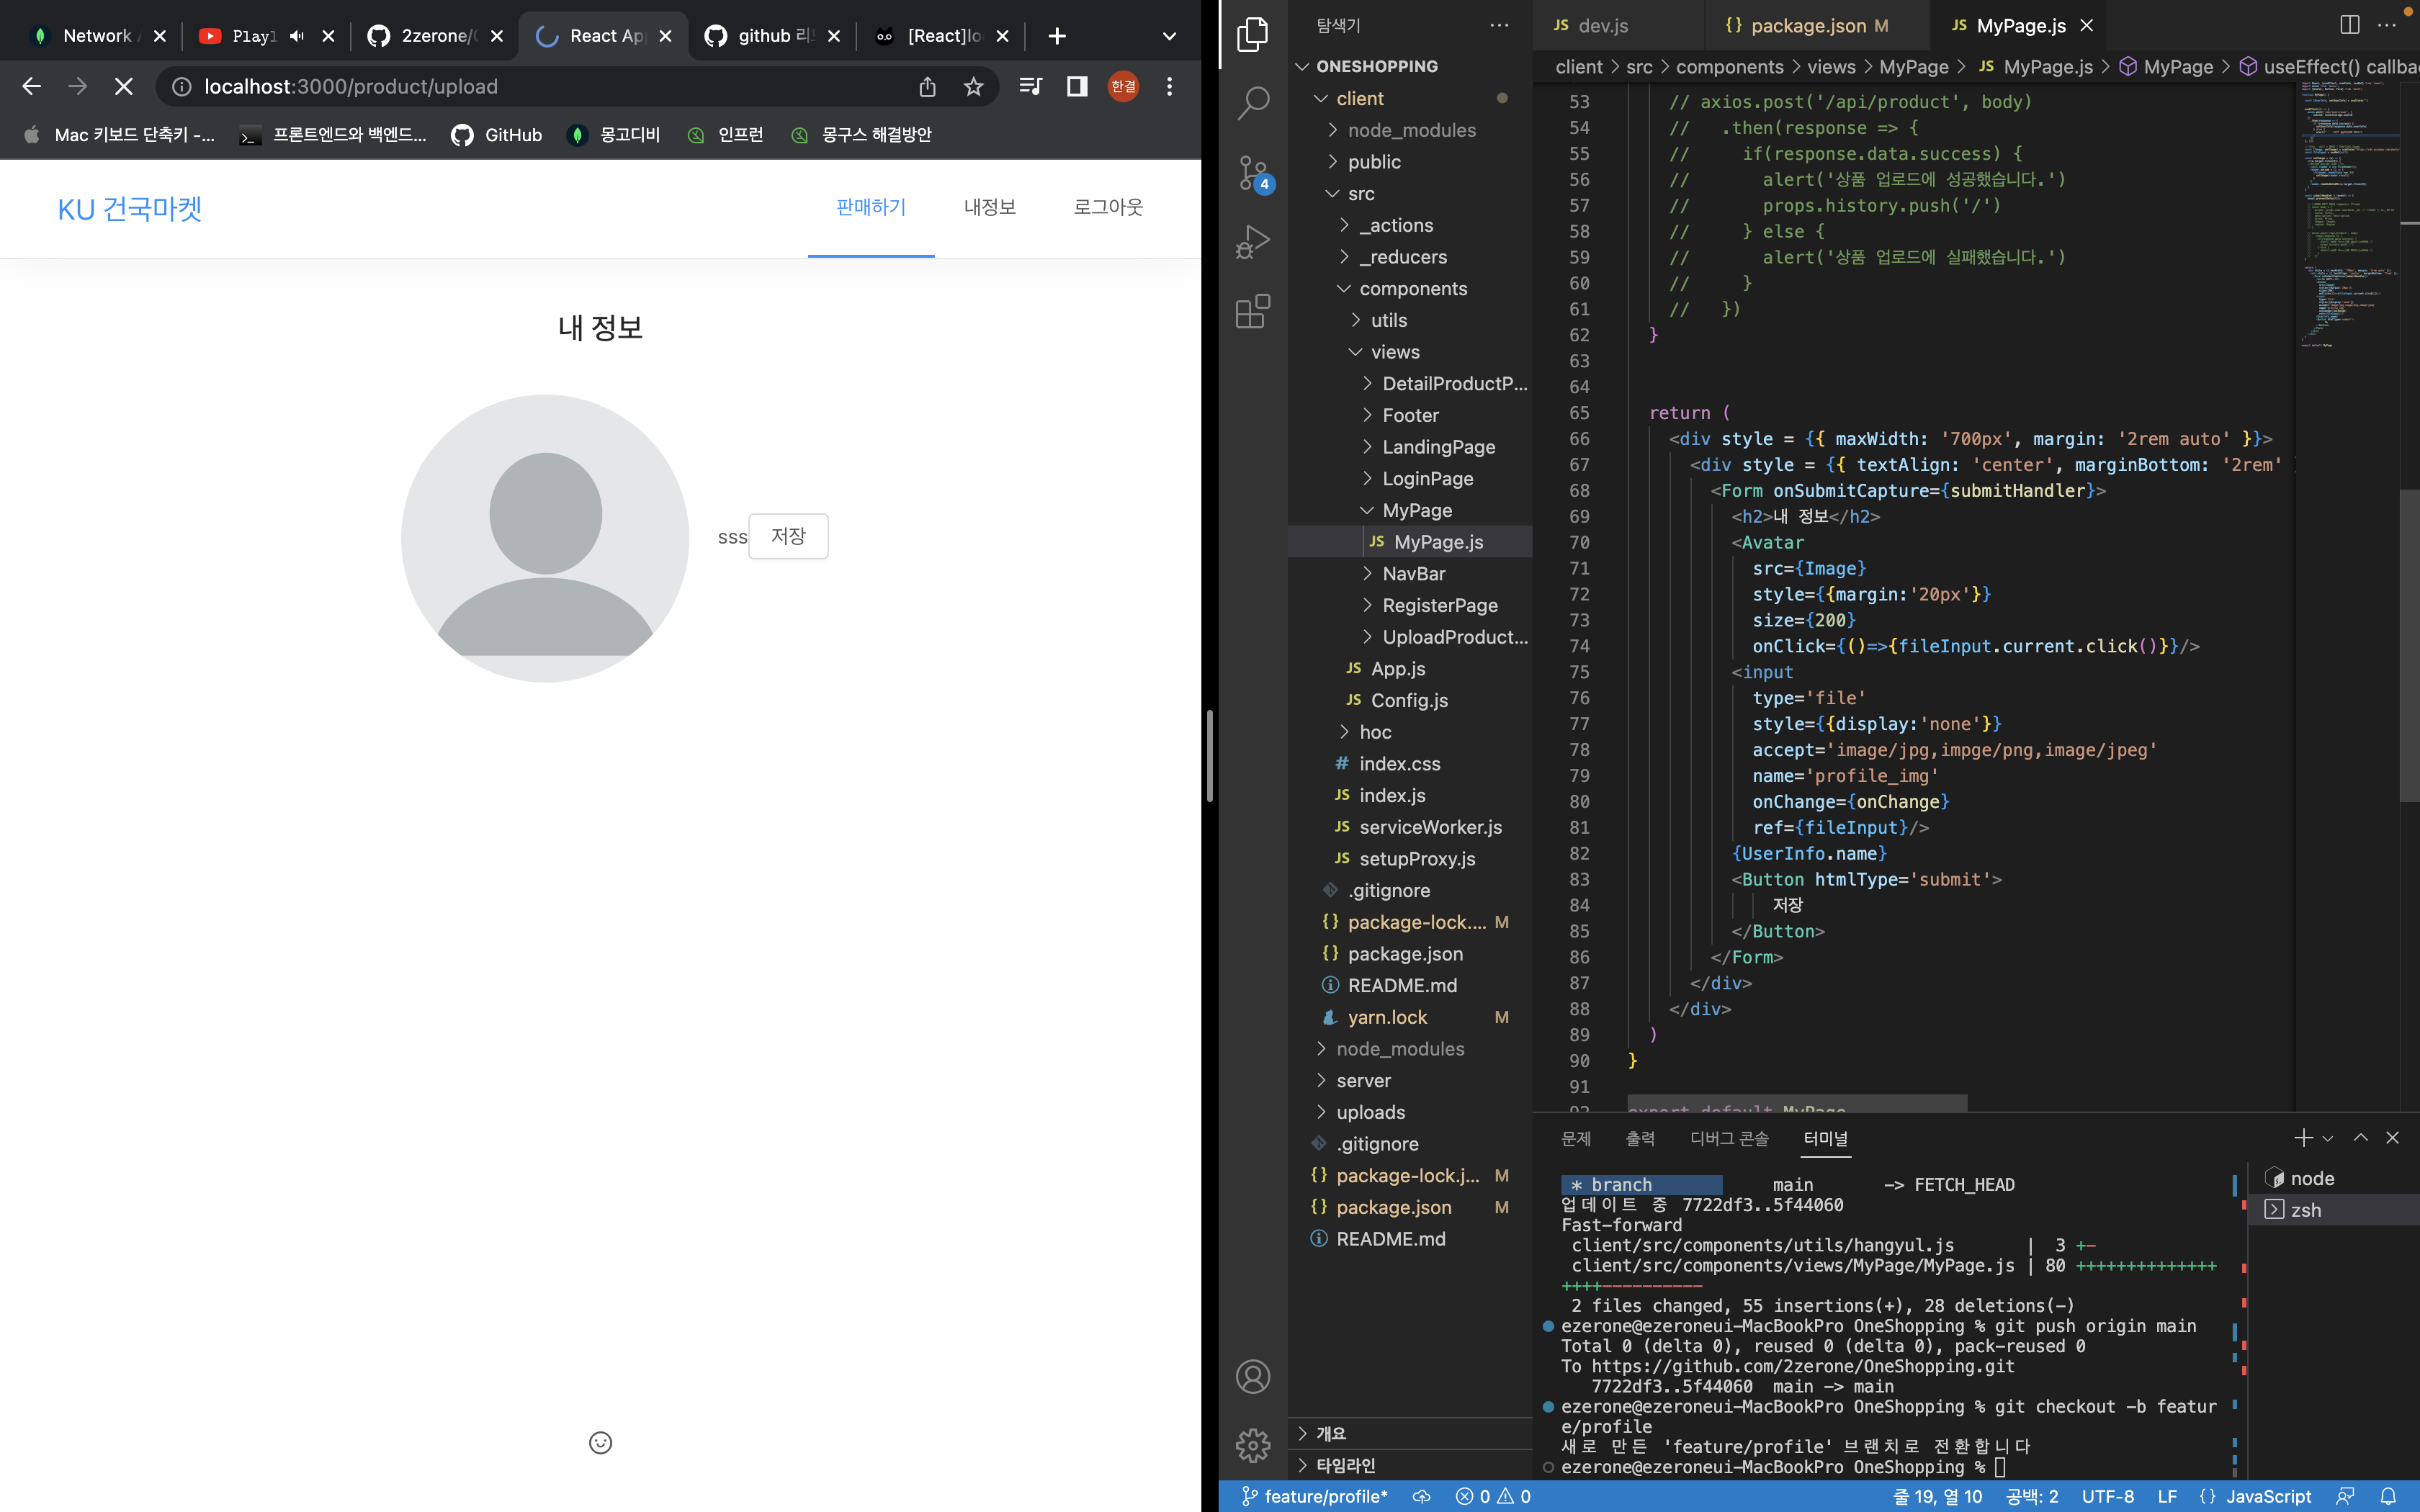 Network
Playl
2zerone/
React Ap
github 리
[React]lo
localhost:3000/product/upload
한결
Mac 키보드 단축키 -...
프론트엔드와 백엔드...
GitHub
몽고디비
인프런
몽구스 해결방안
KU 건국마켓
판매하기
내정보
로그아웃
내 정보
sss
저장
4
탐색기
ONESHOPPING
client
node_modules
public
src
_actions
_reducers
components
utils
views
DetailProductP...
Footer
LandingPage
LoginPage
MyPage
JS MyPage.js
NavBar
RegisterPage
UploadProduct...
JS App.js
JS Config.js
hoc
# index.css
JS index.js
JS serviceWorker.js
JS setupProxy.js
.gitignore
{} package-lock.... M
{} package.json
README.md
yarn.lock M
node_modules
server
uploads
.gitignore
{} package-lock.j... M
{} package.json M
README.md
개요
타임라인
JS dev.js
{} package.json M
JS MyPage.js
client > src > components > views > MyPage > JS MyPage.js > MyPage > useEffect() callba
53 // axios.post('/api/product', body)
54 //   .then(response => {
55 //     if(response.data.success) {
56 //       alert('상품 업로드에 성공했습니다.')
57 //       props.history.push('/')
58 //     } else {
59 //       alert('상품 업로드에 실패했습니다.')
60 //     }
61 //   })
62 }
63
64
65 return (
66 <div style = {{ maxWidth: '700px', margin: '2rem auto' }}>
67 <div style = {{ textAlign: 'center', marginBottom: '2rem'
68 <Form onSubmitCapture={submitHandler}>
69 <h2>내 정보</h2>
70 <Avatar
71 src={Image}
72 style={{margin:'20px'}}
73 size={200}
74 onClick={()=>{fileInput.current.click()}}/>
75 <input
76 type='file'
77 style={{display:'none'}}
78 accept='image/jpg,impge/png,image/jpeg'
79 name='profile_img'
80 onChange={onChange}
81 ref={fileInput}/>
82 {UserInfo.name}
83 <Button htmlType='submit'>
84 저장
85 </Button>
86 </Form>
87 </div>
88 </div>
89 )
90 }
91
92 export default MyPage
문제
출력
디버그 콘솔
터미널
* branch            main       -> FETCH_HEAD
업데이트 중 7722df3..5f44060
Fast-forward
client/src/components/utils/hangyul.js       |  3 +-
client/src/components/views/MyPage/MyPage.js | 80 ++++++++++++++
++++----------
2 files changed, 55 insertions(+), 28 deletions(-)
ezerone@ezeroneui-MacBookPro OneShopping % git push origin main
Total 0 (delta 0), reused 0 (delta 0), pack-reused 0
To https://github.com/2zerone/OneShopping.git
7722df3..5f44060  main -> main
ezerone@ezeroneui-MacBookPro OneShopping % git checkout -b featur
e/profile
새로 만든 'feature/profile' 브랜치로 전환합니다
ezerone@ezeroneui-MacBookPro OneShopping %
node
zsh
feature/profile*
0
0
줄 19, 열 10
공백: 2
UTF-8
LF
{} JavaScript